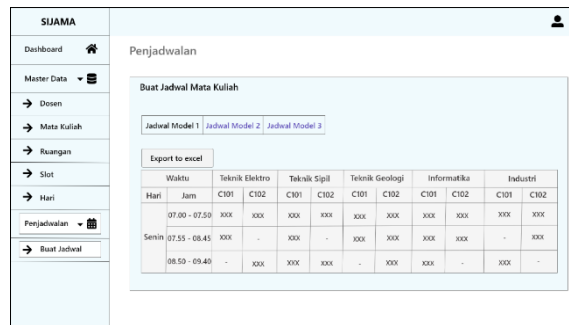 SIJAMA
Dashboard
Master Data
Dosen
Mata Kuliah
Ruangan
Slot
Hari
Penjadwalan
Buat Jadwal
Penjadwalan
Buat Jadwal Mata Kuliah
Jadwal Model 1 Jadwal Model 2 Jadwal Model 3
Export to excel
Waktu Teknik Elektro Teknik Sipil Teknik Geologi Informatika Industri
Hari Jam C101 C102 C101 C102 C101 C102 C101 C102 C101 C102
07.00 - 07.50 xxx xxx xxx xxx xxx xxx xxx xxx xxx xxx
Senin 07.55 - 08.45 xxx - xxx - xxx xxx xxx xxx - xxx
08.50 - 09.40 - xxx xxx xxx - xxx xxx - xxx -